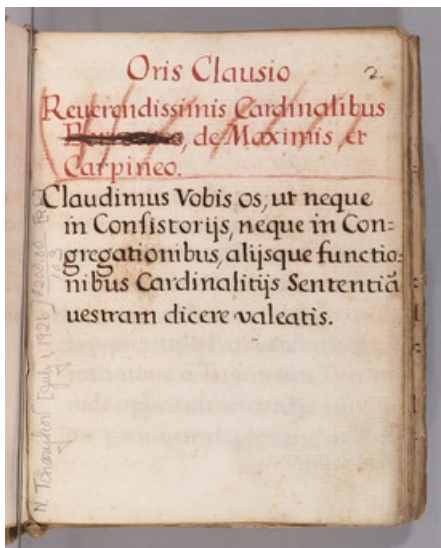 Oris Clausio
2
Reuerendissimis Cardinalibus
de Maximis et
Carpineo.
Claudimus Vobis os, ut neque
in Consistorijs, neque in Con=
gregationibus, alijsque functio=
nibus Cardinalitijs Sententiã
uestram dicere valeatis.